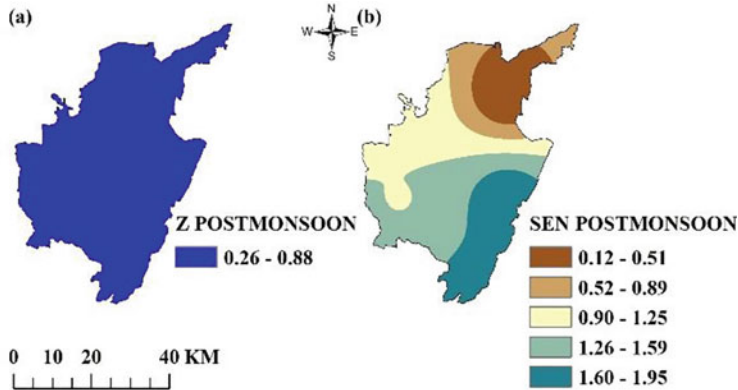 (a)
N
W E
S
(b)
Z POSTMONSOON
0.26 - 0.88
SEN POSTMONSOON
0.12 - 0.51
0.52 - 0.89
0.90 - 1.25
1.26 - 1.59
1.60 - 1.95
0 10 20 40 KM